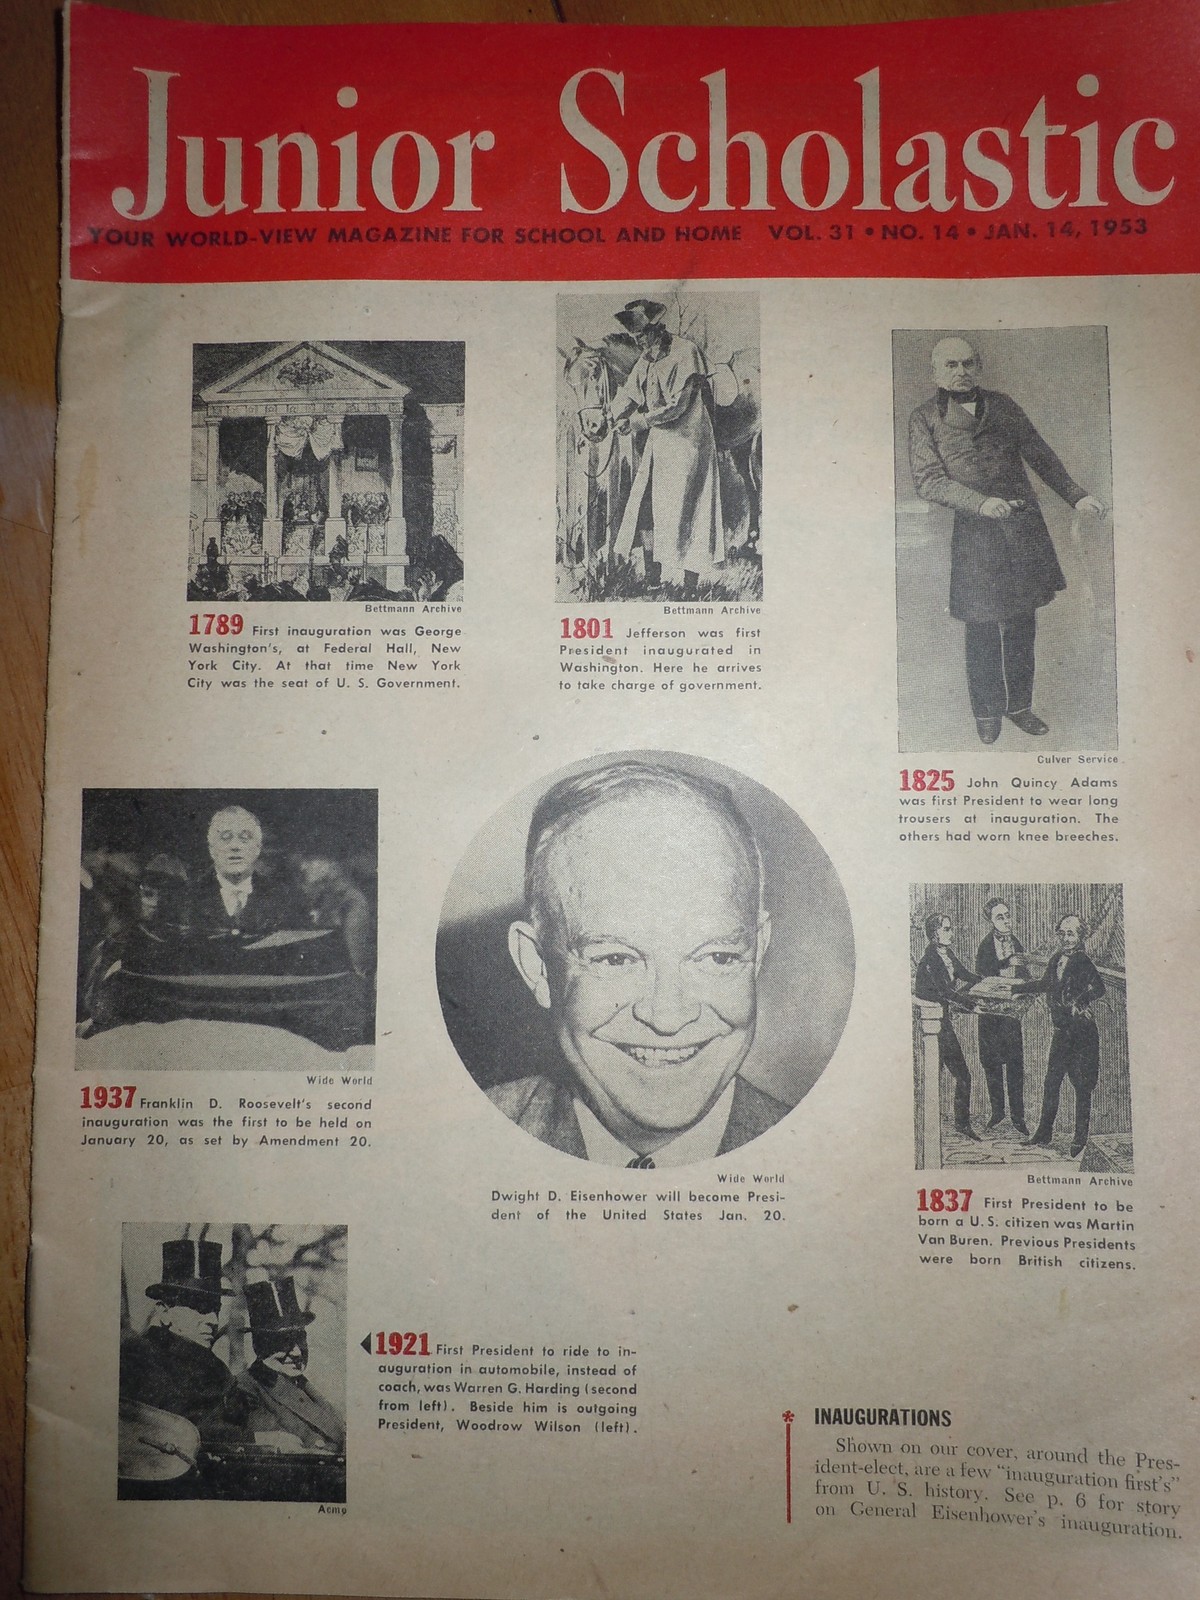 Junior Scholastic
YOUR WORLD-VIEW MAGAZINE FOR SCHOOL AND HOME VOL. 31 • NO. 14 • JAN. 14, 1953
Bettmann Archive
1789 First inauguration was George
Washington's, at Federal Hall, New
York City. At that time New York
City was the seat of U. S. Government.
Bettmann Archive
1801 Jefferson was first
President inaugurated in
Washington. Here he arrives
to take charge of government.
Culver Service
1825 John Quincy Adams
was first President to wear long
trousers at inauguration. The
others had worn knee breeches.
Wide World
1937 Franklin D. Roosevelt's second
inauguration was the first to be held on
January 20, as set by Amendment 20.
Wide World
Dwight D. Eisenhower will become Presi-
dent of the United States Jan. 20.
Bettmann Archive
1837 First President to be
born a U. S. citizen was Martin
Van Buren. Previous Presidents
were born British citizens.
1921 First President to ride to in-
auguration in automobile, instead of
coach, was Warren G. Harding (second
from left). Beside him is outgoing
President, Woodrow Wilson (left).
Acme
* INAUGURATIONS
Shown on our cover, around the Pres-
ident-elect, are a few "inauguration first's"
from U. S. history. See p. 6 for story
on General Eisenhower's inauguration.